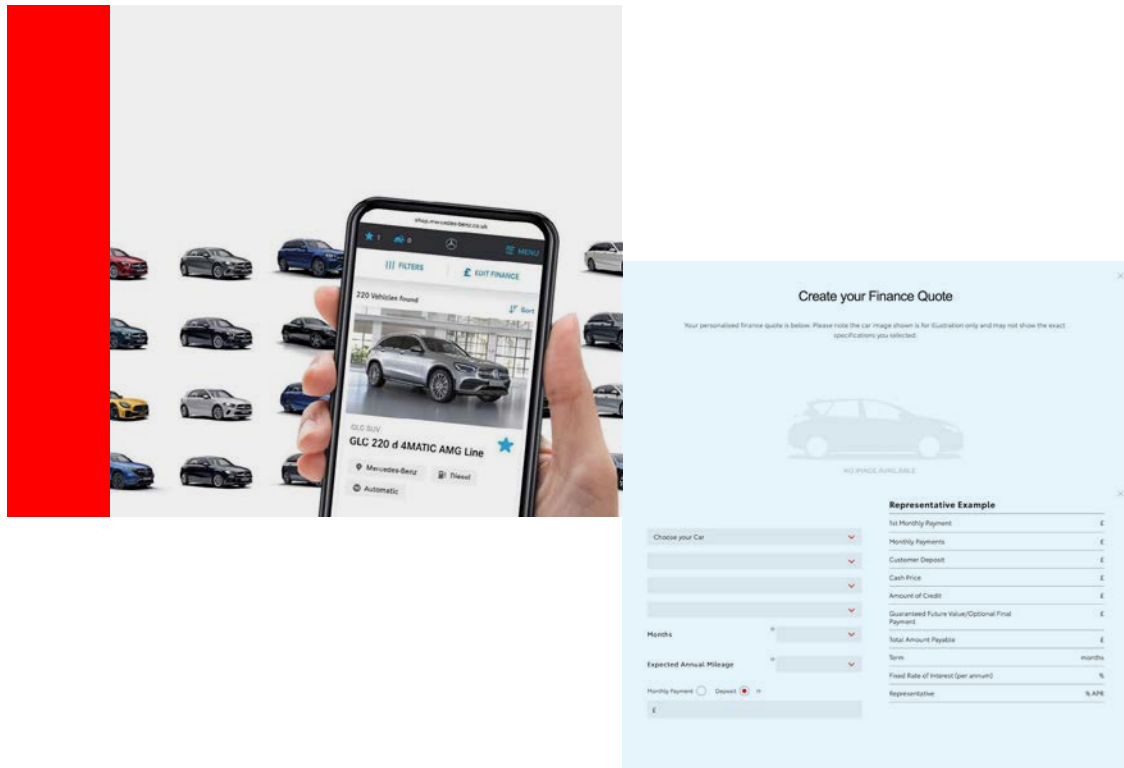 shop.mercedes-benz.co.uk
1
0
MENU
FILTERS
£ EDIT FINANCE
220 Vehicles found
Sort
GLC SUV
GLC 220 d 4MATIC AMG Line
Mercedes-Benz
Diesel
Automatic
Create your Finance Quote
Your personalised finance quote is below. Please note the car image shown is for illustration only and may not show the exact
specifications you selected.
NO IMAGE AVAILABLE
Choose your Car
Months
Expected Annual Mileage
Monthly Payment Deposit
£
Representative Example
1st Monthly Payment £
Monthly Payments £
Customer Deposit £
Cash Price £
Amount of Credit £
Guaranteed Future Value/Optional Final £
Payment
Total Amount Payable £
Term months
Fixed Rate of Interest (per annum) %
Representative % APR